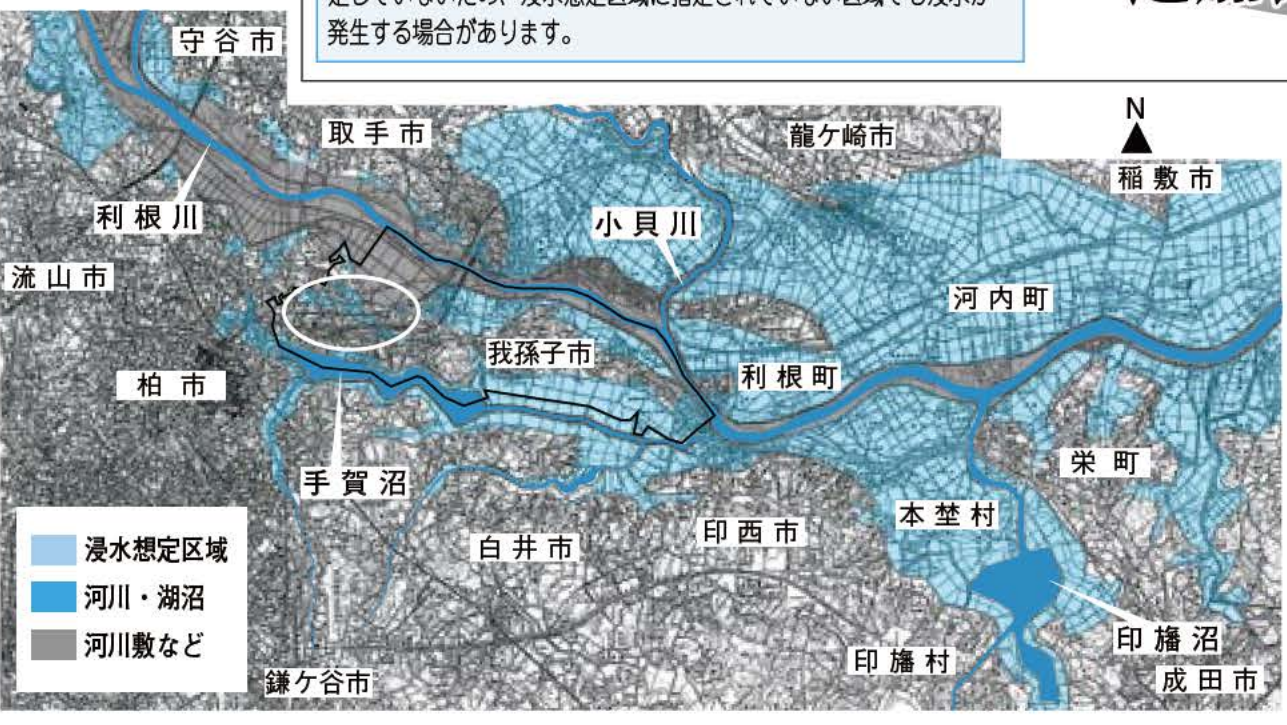 発生する場合があります。
守谷市
取手市
龍ケ崎市
N
稲敷市
利根川
小貝川
流山市
河内町
我孫子市
利根町
柏市
手賀沼
栄町
本埜村
印西市
白井市
浸水想定区域
河川・湖沼
河川敷など
印旛沼
印旛村
成田市
鎌ケ谷市